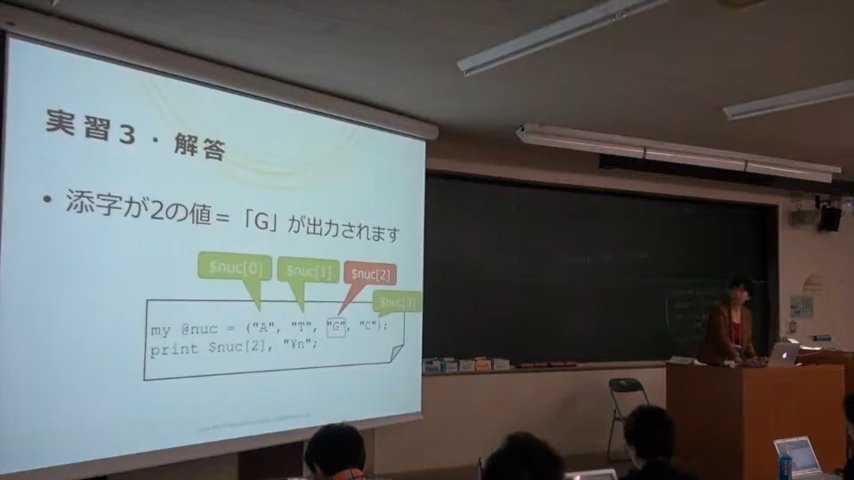 実習3・解答
• 添字が2の値=「G」が出力されます
$nuc[0] $nuc[1] $nuc[2] $nuc[3]
my @nuc = ("A", "T", "G", "C");
print $nuc[2], "¥n";